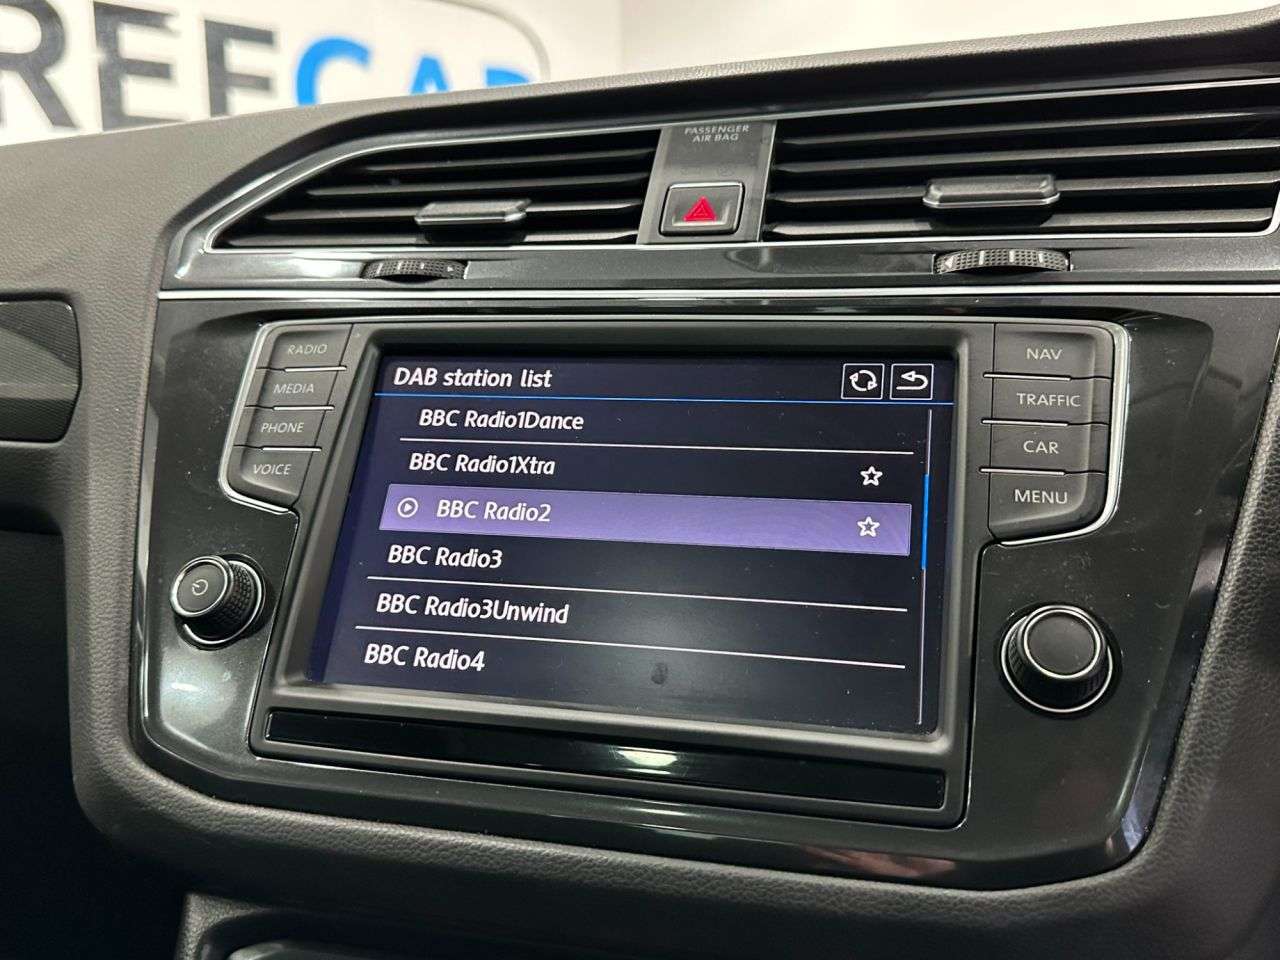 REECAR
PASSENGER
AIR BAG
RADIO
MEDIA
PHONE
VOICE
DAB station list
BBC Radio1Dance
BBC Radio1Xtra
BBC Radio2
BBC Radio3
BBC Radio3Unwind
BBC Radio4
NAV
TRAFFIC
CAR
MENU